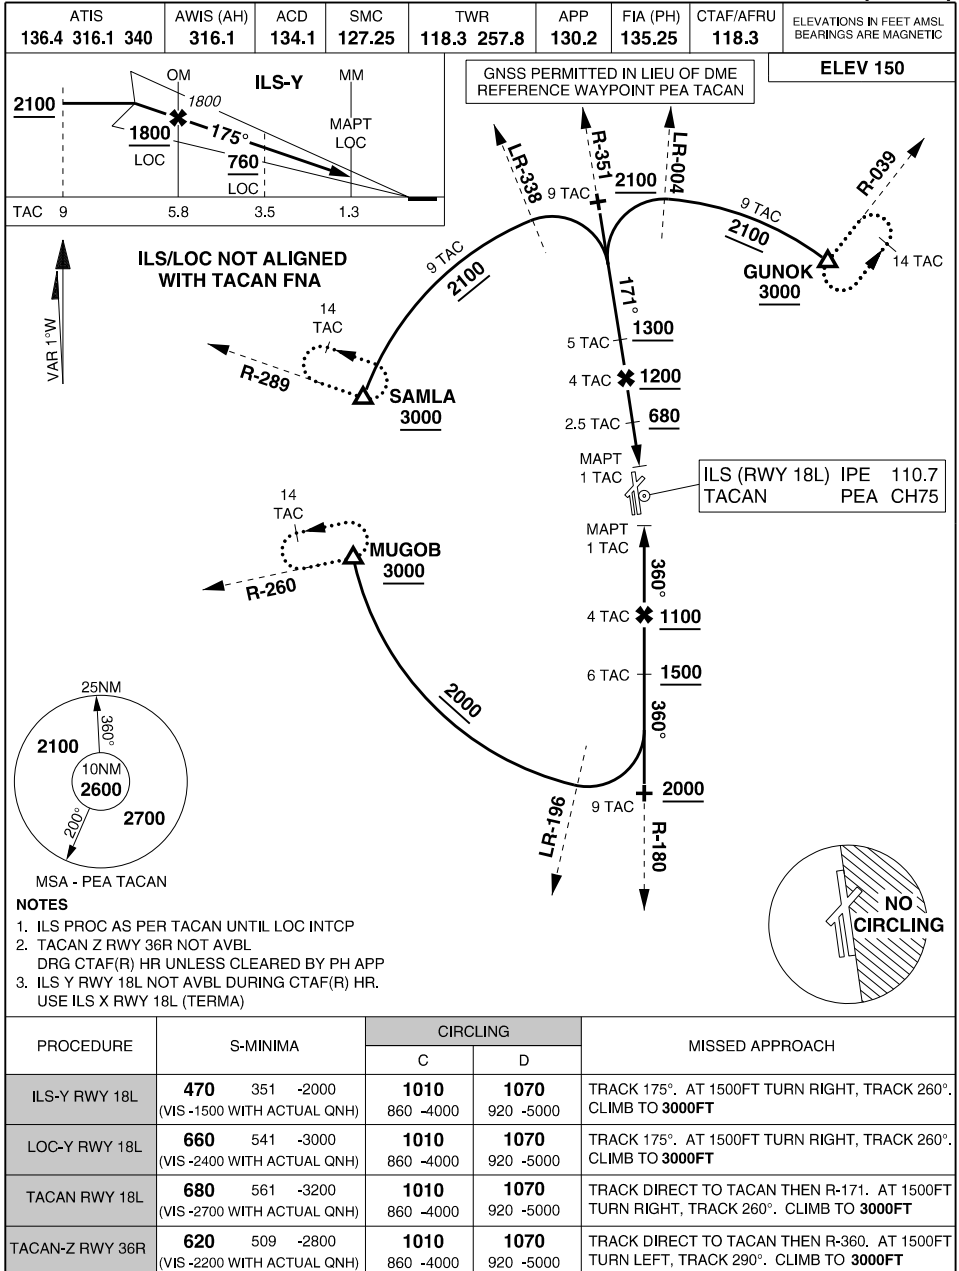 ATIS
136.4 316.1 340
AWIS (AH)
316.1
ACD
134.1
SMC
127.25
TWR
118.3 257.8
APP
130.2
FIA (PH)
135.25
CTAF/AFRU
118.3
ELEVATIONS IN FEET AMSL
BEARINGS ARE MAGNETIC
OM
ILS-Y
MM
2100
1800
1800
LOC
175°
760
LOC
MAPT
LOC
TAC 9 5.8 3.5 1.3
GNSS PERMITTED IN LIEU OF DME
REFERENCE WAYPOINT PEA TACAN
ELEV 150
LR-338
R-351
LR-004
R-039
9 TAC
2100
9 TAC
2100
9 TAC
2100
GUNOK
3000
14 TAC
ILS/LOC NOT ALIGNED
WITH TACAN FNA
VAR 1°W
14
TAC
R-289
SAMLA
3000
171°
5 TAC
1300
4 TAC
1200
2.5 TAC
680
MAPT
1 TAC
ILS (RWY 18L) IPE 110.7
TACAN PEA CH75
14
TAC
MUGOB
3000
R-260
MAPT
1 TAC
360°
4 TAC
1100
6 TAC
1500
2000
360°
9 TAC
2000
LR-196
R-180
25NM
360°
2100
10NM
2600
2700
200°
MSA - PEA TACAN
NO
CIRCLING
NOTES
1. ILS PROC AS PER TACAN UNTIL LOC INTCP
2. TACAN Z RWY 36R NOT AVBL
DRG CTAF(R) HR UNLESS CLEARED BY PH APP
3. ILS Y RWY 18L NOT AVBL DURING CTAF(R) HR.
USE ILS X RWY 18L (TERMA)
PROCEDURE
S-MINIMA
CIRCLING
C
D
MISSED APPROACH
ILS-Y RWY 18L
470 351 -2000
(VIS -1500 WITH ACTUAL QNH)
1010
860 -4000
1070
920 -5000
TRACK 175°. AT 1500FT TURN RIGHT, TRACK 260°.
CLIMB TO 3000FT
LOC-Y RWY 18L
660 541 -3000
(VIS -2400 WITH ACTUAL QNH)
1010
860 -4000
1070
920 -5000
TRACK 175°. AT 1500FT TURN RIGHT, TRACK 260°.
CLIMB TO 3000FT
TACAN RWY 18L
680 561 -3200
(VIS -2700 WITH ACTUAL QNH)
1010
860 -4000
1070
920 -5000
TRACK DIRECT TO TACAN THEN R-171. AT 1500FT
TURN RIGHT, TRACK 260°. CLIMB TO 3000FT
TACAN-Z RWY 36R
620 509 -2800
(VIS -2200 WITH ACTUAL QNH)
1010
860 -4000
1070
920 -5000
TRACK DIRECT TO TACAN THEN R-360. AT 1500FT
TURN LEFT, TRACK 290°. CLIMB TO 3000FT